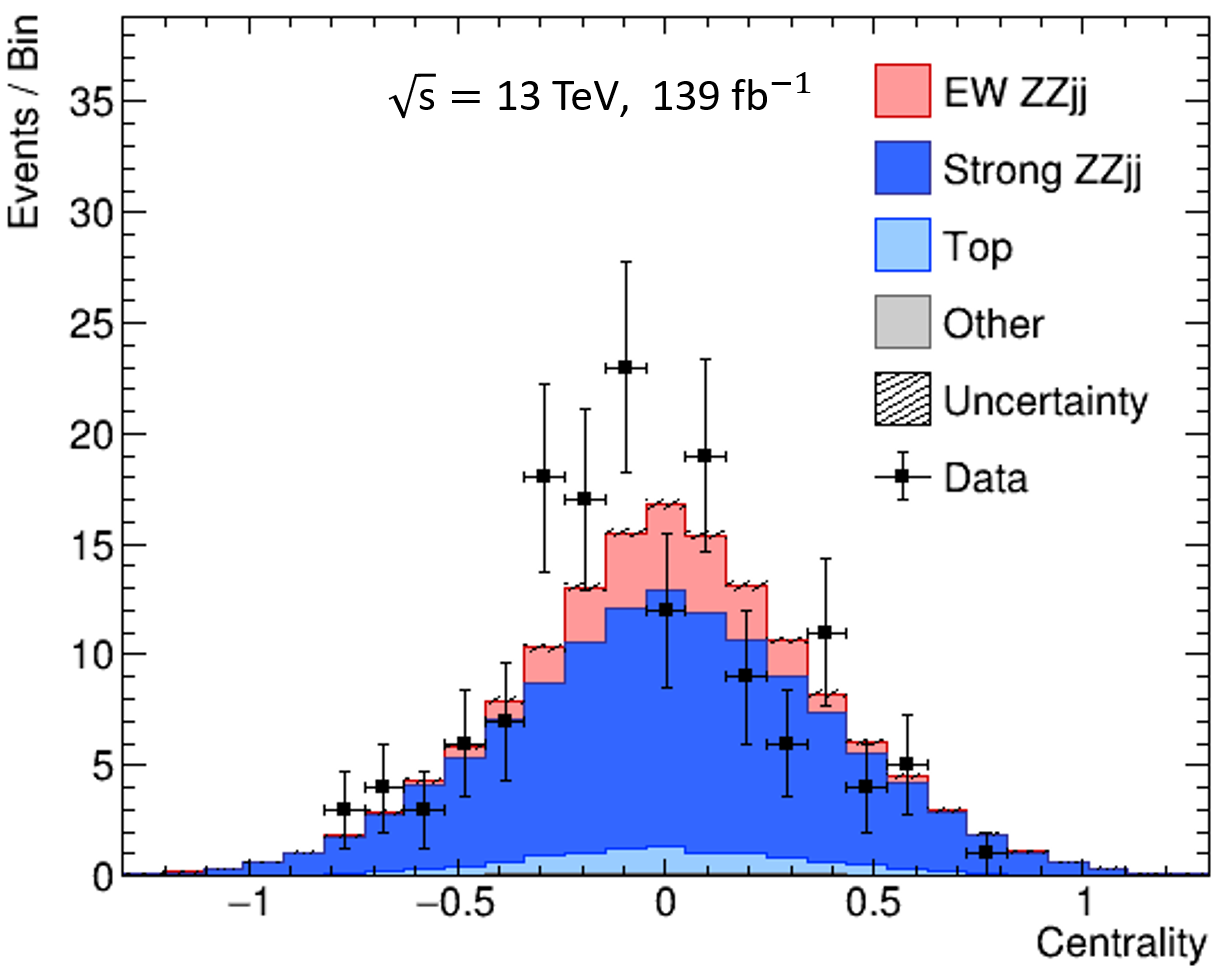 Events / Bin
√s = 13 TeV, 139 fb⁻¹
EW ZZjj
Strong ZZjj
Top
Other
Uncertainty
Data
35
30
25
20
15
10
5
0
−1
−0.5
0
0.5
1
Centrality